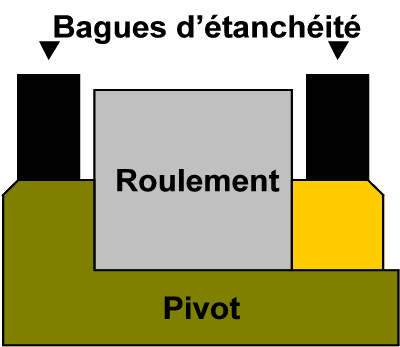 Bagues d’étanchéité
Roulement
Pivot